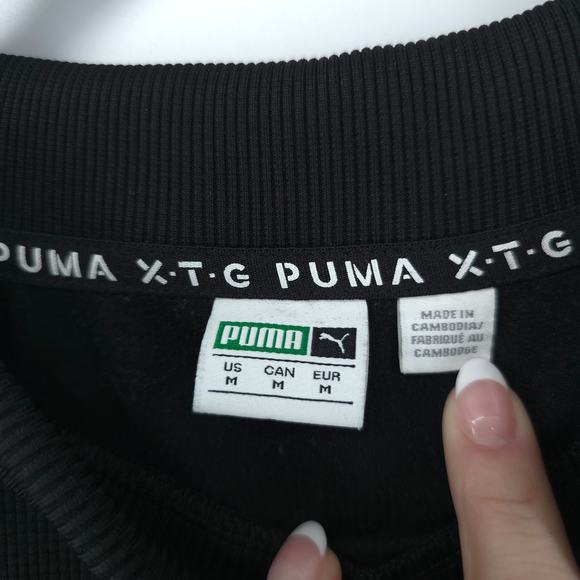 PUMA X·T·G PUMA X·T·G
PUMA
US CAN EUR
M M M
MADE IN
CAMBODIA/
FABRIQUÉ AU
CAMBODGE